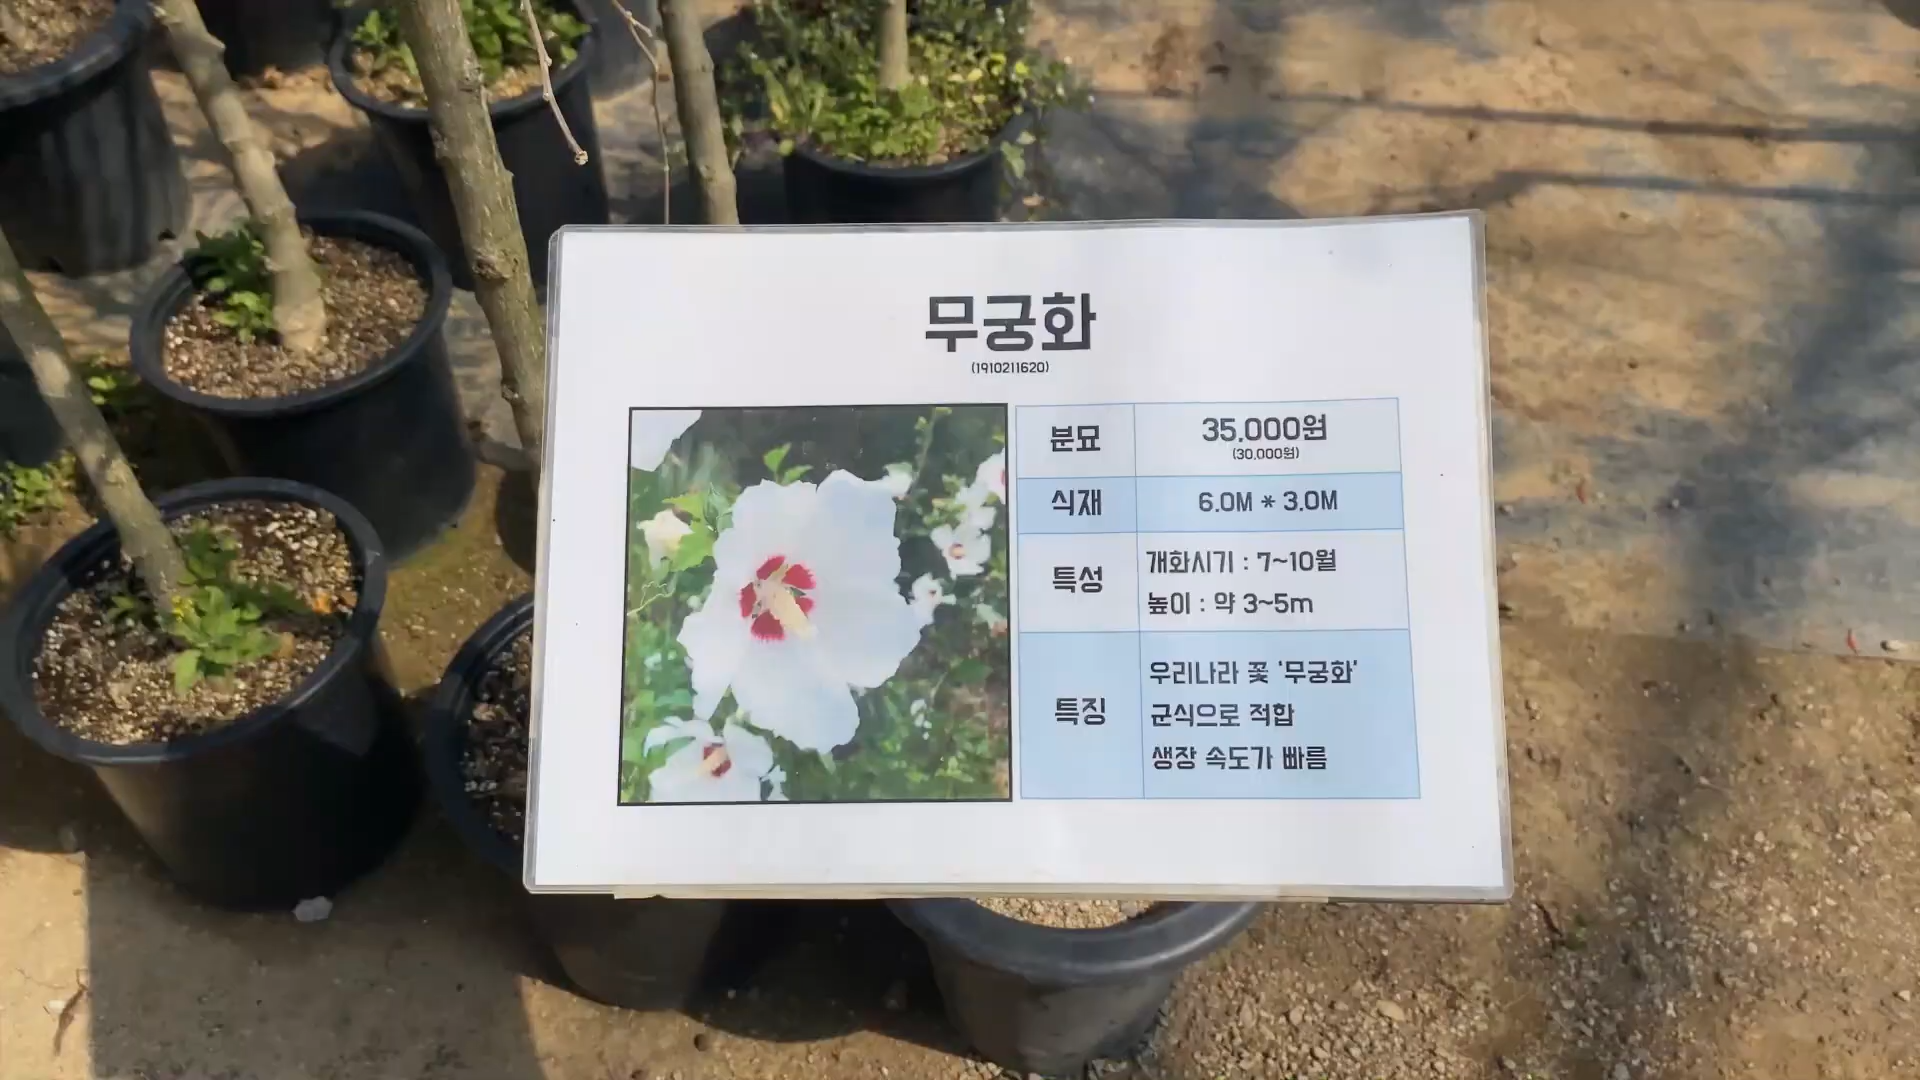 무궁화
(1910211620)
분묘
35,000원
(30,000원)
식재
6.0M * 3.0M
특성
개화시기 : 7~10월
높이 : 약 3~5m
특징
우리나라 꽃 '무궁화'
군식으로 적합
생장 속도가 빠름